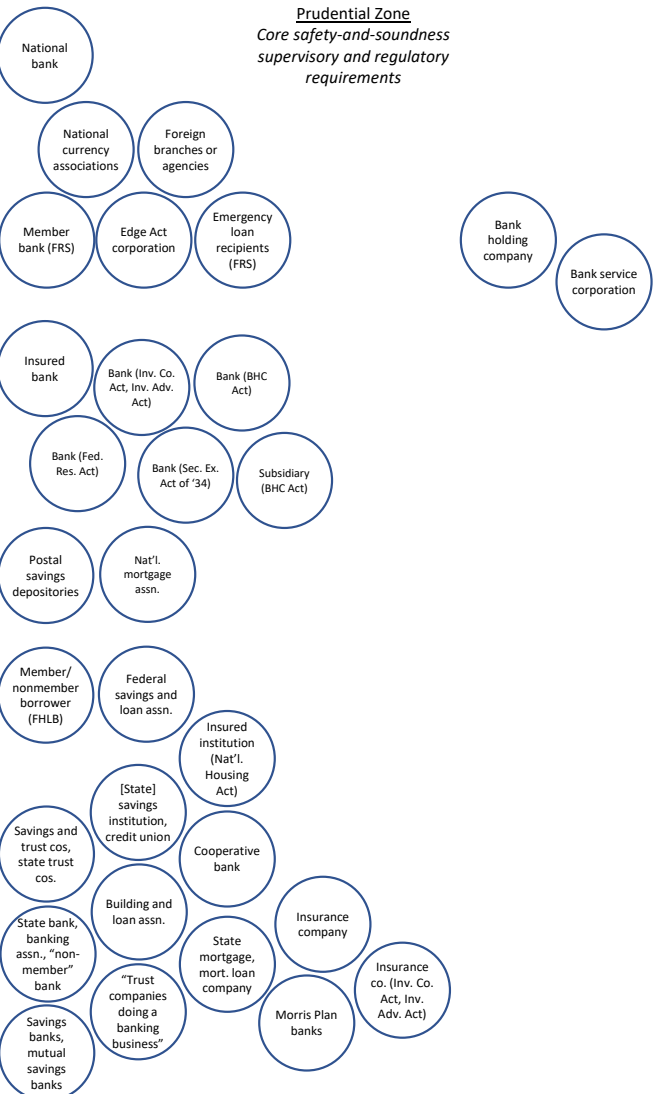 Prudential Zone
Core safety-and-soundness
supervisory and regulatory
requirements
National
bank
National
currency
associations
Foreign
branches or
agencies
Member
bank (FRS)
Edge Act
corporation
Emergency
loan
recipients
(FRS)
Bank
holding
company
Bank service
corporation
Insured
bank
Bank (Inv. Co.
Act, Inv. Adv.
Act)
Bank (BHC
Act)
Bank (Fed.
Res. Act)
Bank (Sec. Ex.
Act of ‘34)
Subsidiary
(BHC Act)
Postal
savings
depositories
Nat’l.
mortgage
assn.
Member/
nonmember
borrower
(FHLB)
Federal
savings and
loan assn.
Insured
institution
(Nat’l.
Housing
Act)
[State]
savings
institution,
credit union
Savings and
trust cos,
state trust
cos.
Cooperative
bank
Building and
loan assn.
Insurance
company
State bank,
banking
assn., “non-
member”
bank
State
mortgage,
mort. loan
company
Insurance
co. (Inv. Co.
Act, Inv.
Adv. Act)
“Trust
companies
doing a
banking
business”
Morris Plan
banks
Savings
banks,
mutual
savings
banks